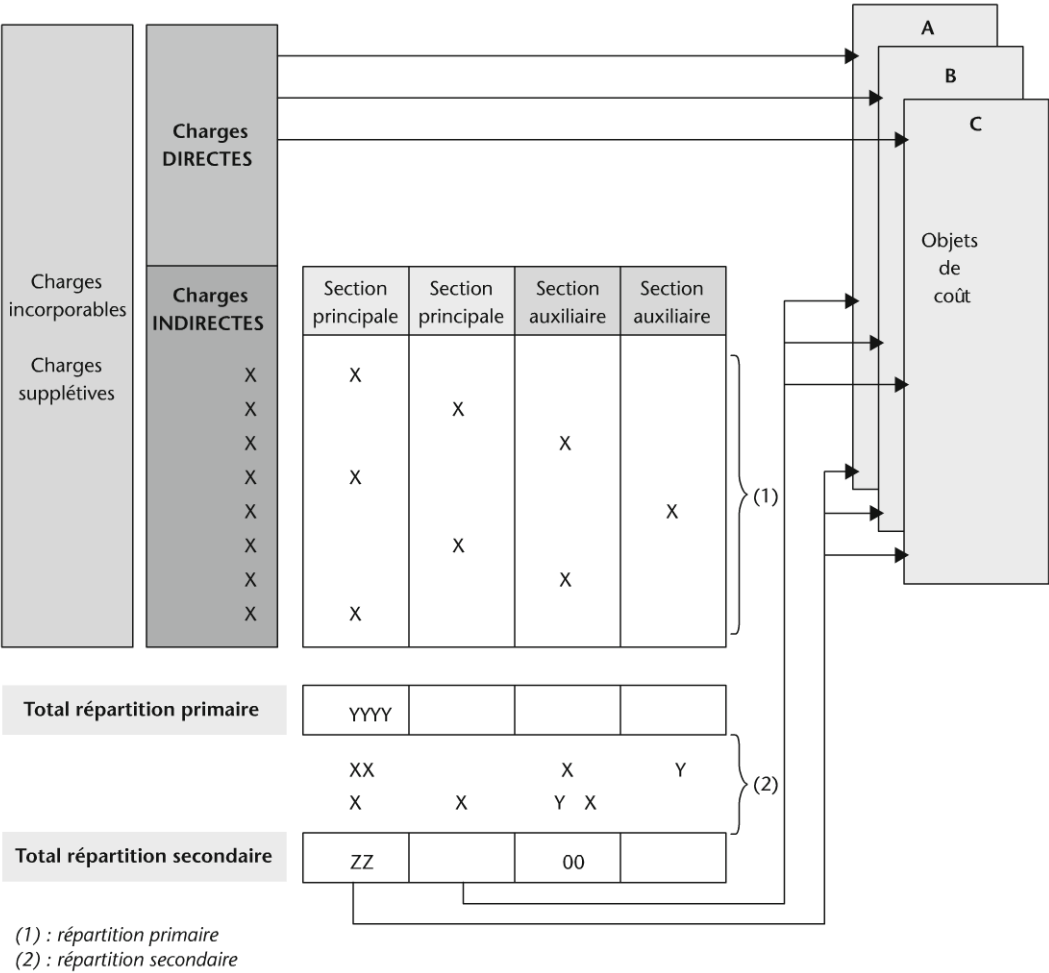 A
B
C
Objets
de
coût
Charges
incorporables
Charges
supplétives
Charges
DIRECTES
Charges
INDIRECTES
Section
principale
Section
principale
Section
auxiliaire
Section
auxiliaire
X X
X X
X X
X X
X X
X X
X X
X X
(1)
Total répartition primaire YYYY
XX X Y
X X Y X
(2)
Total répartition secondaire ZZ 00
(1) : répartition primaire
(2) : répartition secondaire